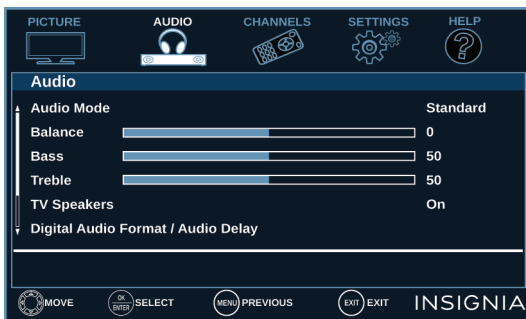 PICTURE AUDIO CHANNELS SETTINGS HELP
Audio
Audio Mode Standard
Balance 0
Bass 50
Treble 50
TV Speakers On
Digital Audio Format / Audio Delay
MOVE OK ENTER SELECT MENU PREVIOUS EXIT EXIT INSIGNIA